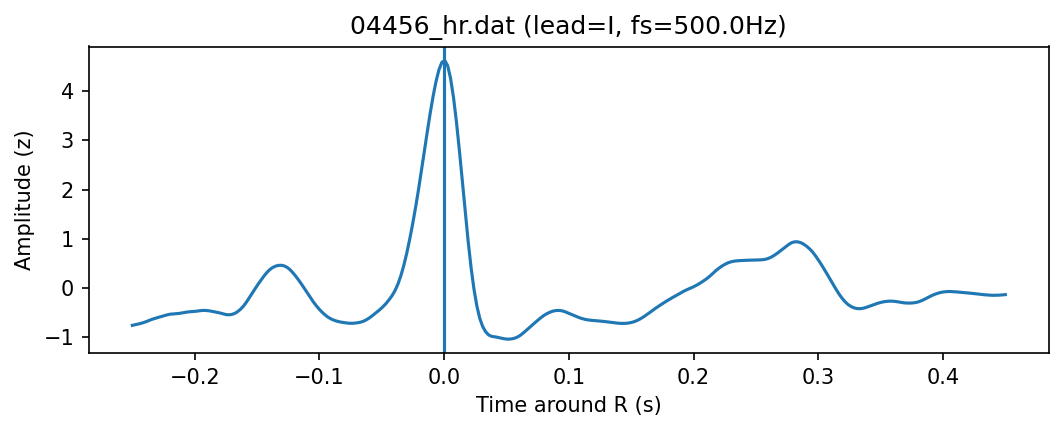 04456_hr.dat (lead=I, fs=500.0Hz)
Amplitude (z)
4
3
2
1
0
−1
−0.2 −0.1 0.0 0.1 0.2 0.3 0.4
Time around R (s)